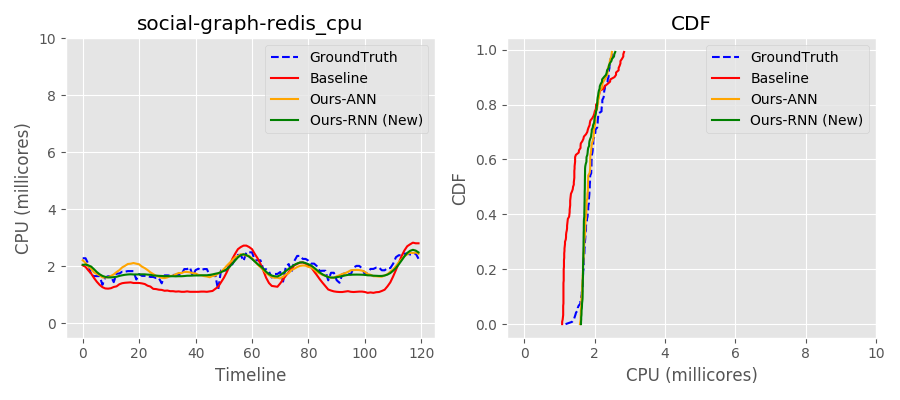 social-graph-redis_cpu
10
8
6
4
2
0
CPU (millicores)
GroundTruth
Baseline
Ours-ANN
Ours-RNN (New)
0 20 40 60 80 100 120
Timeline
CDF
1.0
0.8
0.6
0.4
0.2
0.0
CDF
GroundTruth
Baseline
Ours-ANN
Ours-RNN (New)
0 2 4 6 8 10
CPU (millicores)